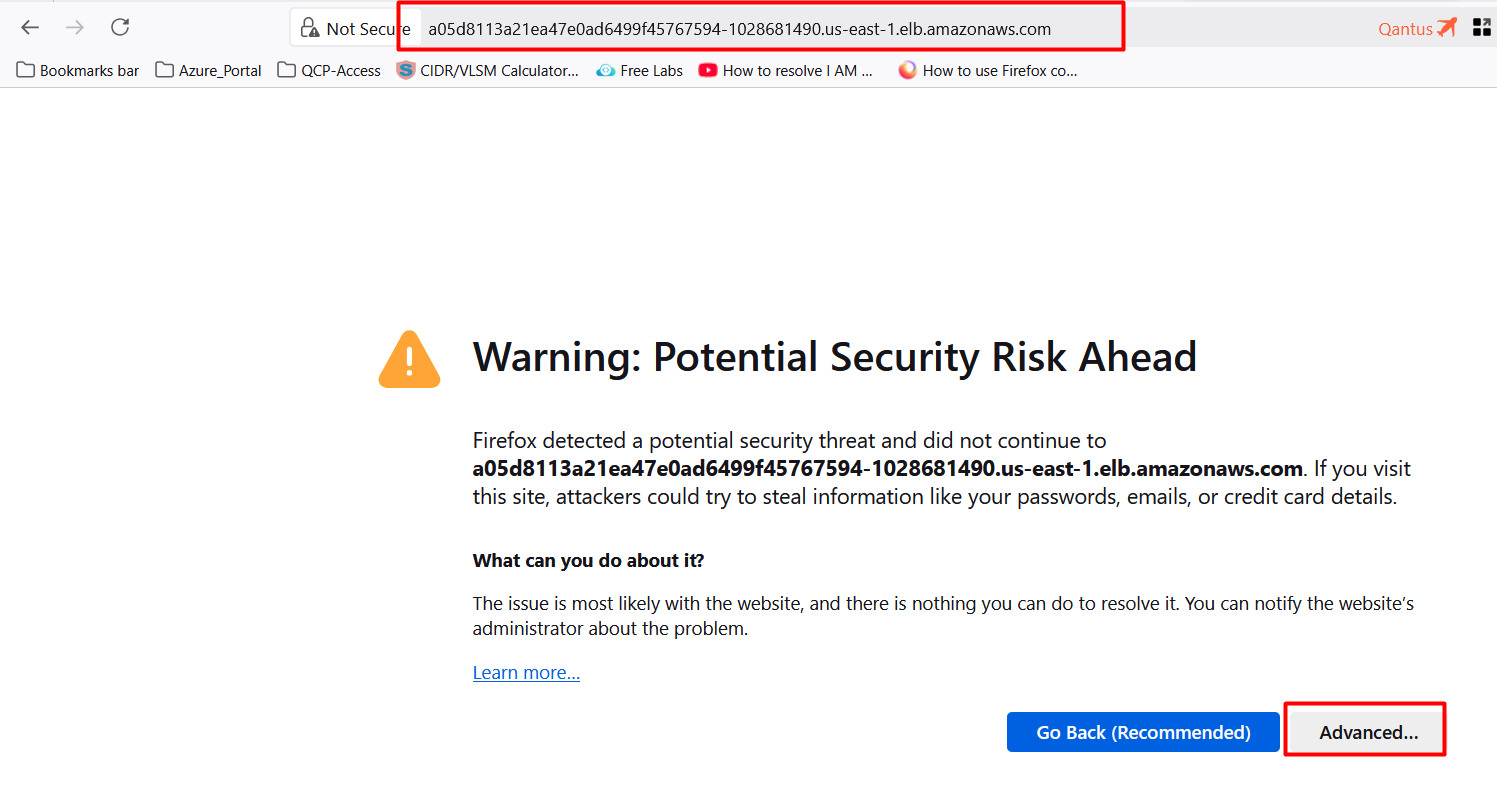 Not Secure a05d8113a21ea47e0ad6499f45767594-1028681490.us-east-1.elb.amazonaws.com Qantus
Bookmarks bar Azure_Portal QCP-Access CIDR/VLSM Calculator... Free Labs How to resolve I AM ... How to use Firefox co...
Warning: Potential Security Risk Ahead
Firefox detected a potential security threat and did not continue to
a05d8113a21ea47e0ad6499f45767594-1028681490.us-east-1.elb.amazonaws.com. If you visit
this site, attackers could try to steal information like your passwords, emails, or credit card details.
What can you do about it?
The issue is most likely with the website, and there is nothing you can do to resolve it. You can notify the website’s
administrator about the problem.
Learn more...
Go Back (Recommended) Advanced...